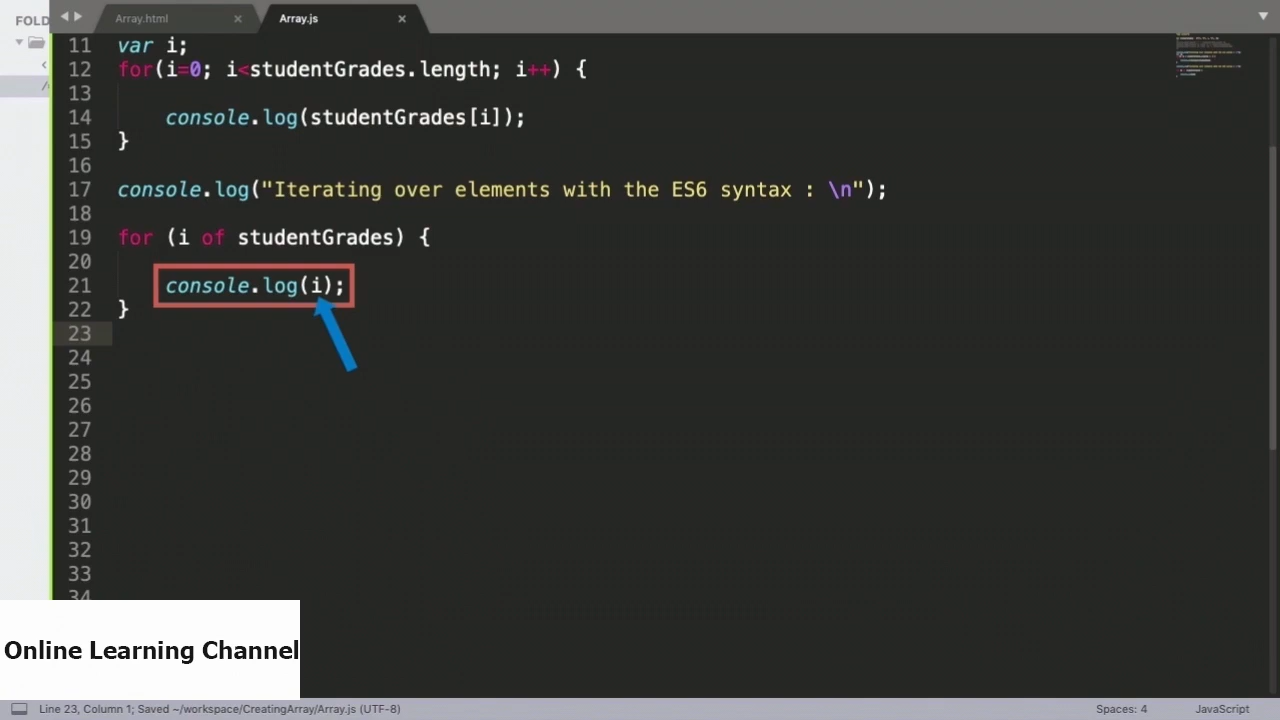 FOLD
Array.html
Array.js
11 var i;
12 for(i=0; i<studentGrades.length; i++) {
13
14 console.log(studentGrades[i]);
15 }
16
17 console.log("Iterating over elements with the ES6 syntax : \n");
18
19 for (i of studentGrades) {
20
21 console.log(i);
22 }
23
24
25
26
27
28
29
30
31
32
33
34
Online Learning Channel
Line 23, Column 1; Saved ~/workspace/CreatingArray/Array.js (UTF-8)
Spaces: 4
JavaScript